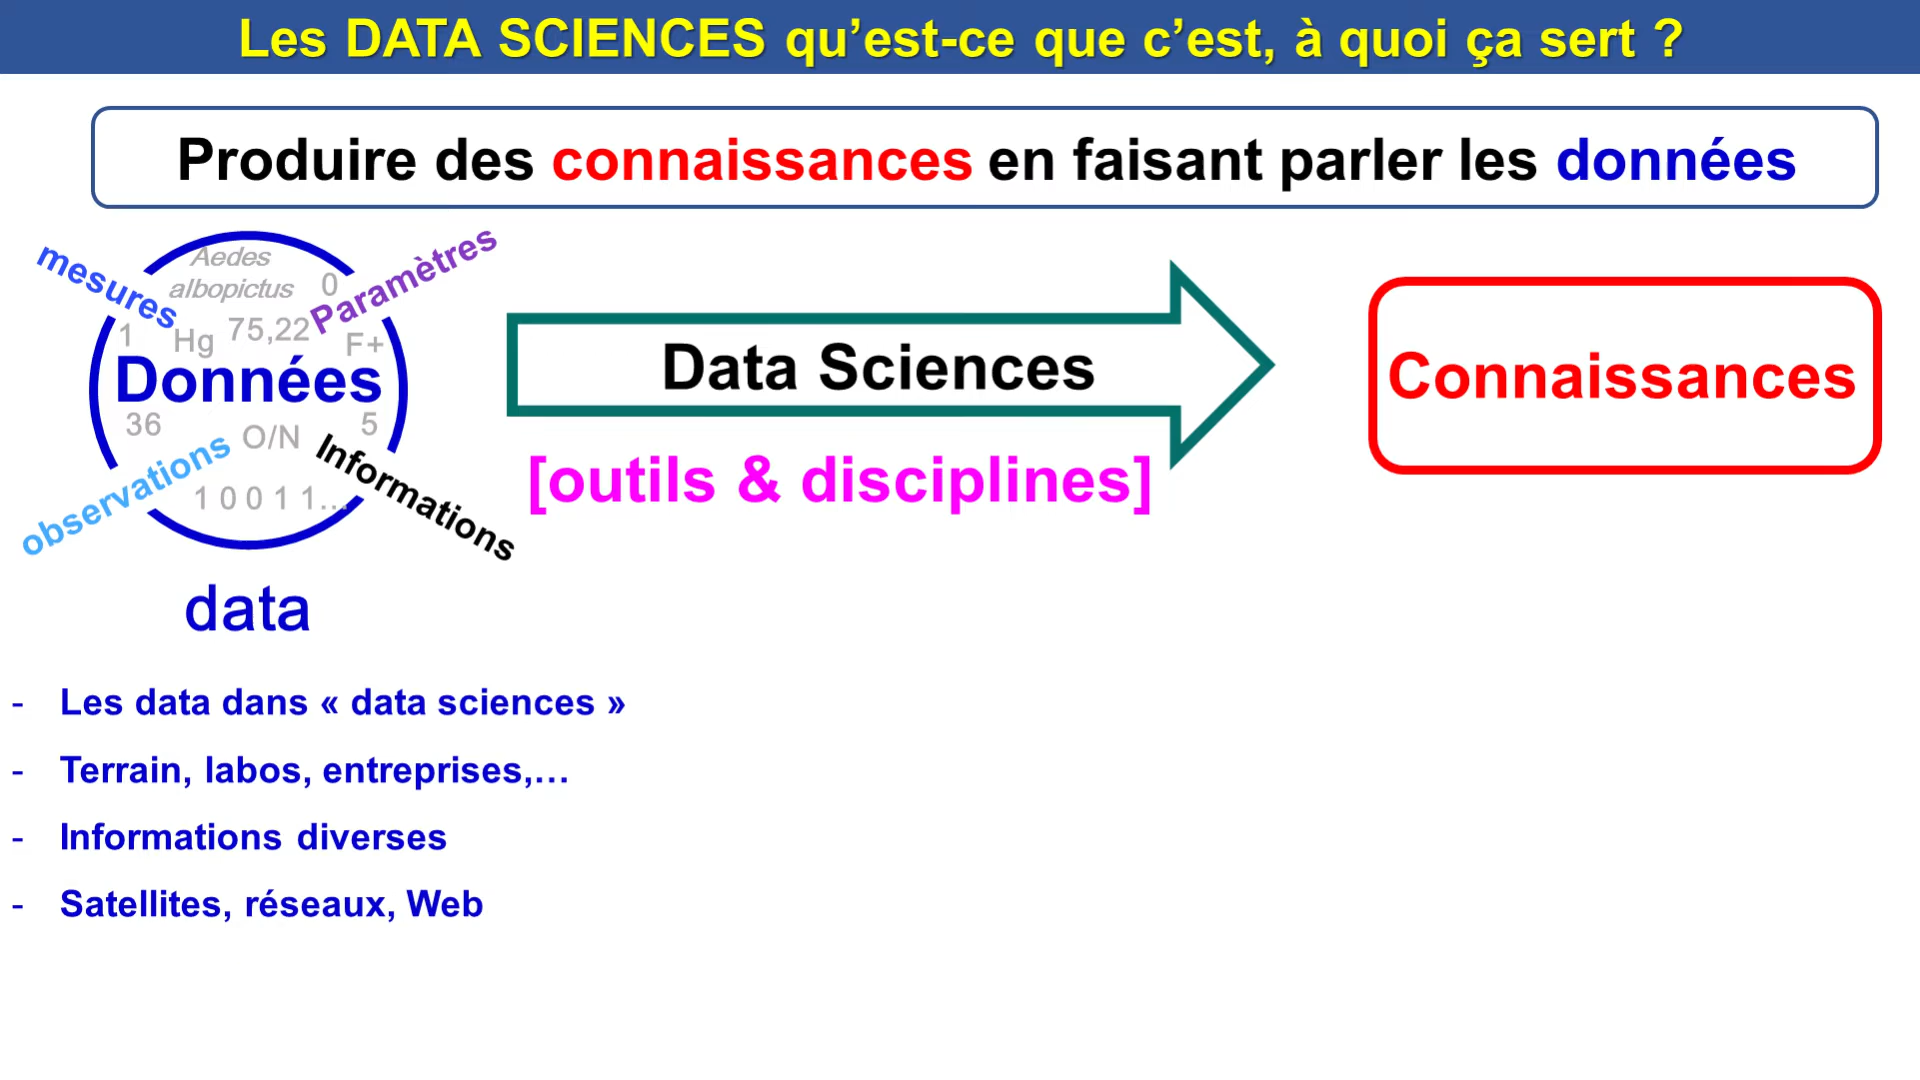 Les DATA SCIENCES qu’est-ce que c’est, à quoi ça sert ?
Produire des connaissances en faisant parler les données
mesures
Aedes
albopictus
0
Paramètres
1
Hg
75,22
F+
Données
36
O/N
5
observations
1 0 0 1 1...
Informations
data
Data Sciences
[outils & disciplines]
Connaissances
- Les data dans « data sciences »
- Terrain, labos, entreprises,…
- Informations diverses
- Satellites, réseaux, Web